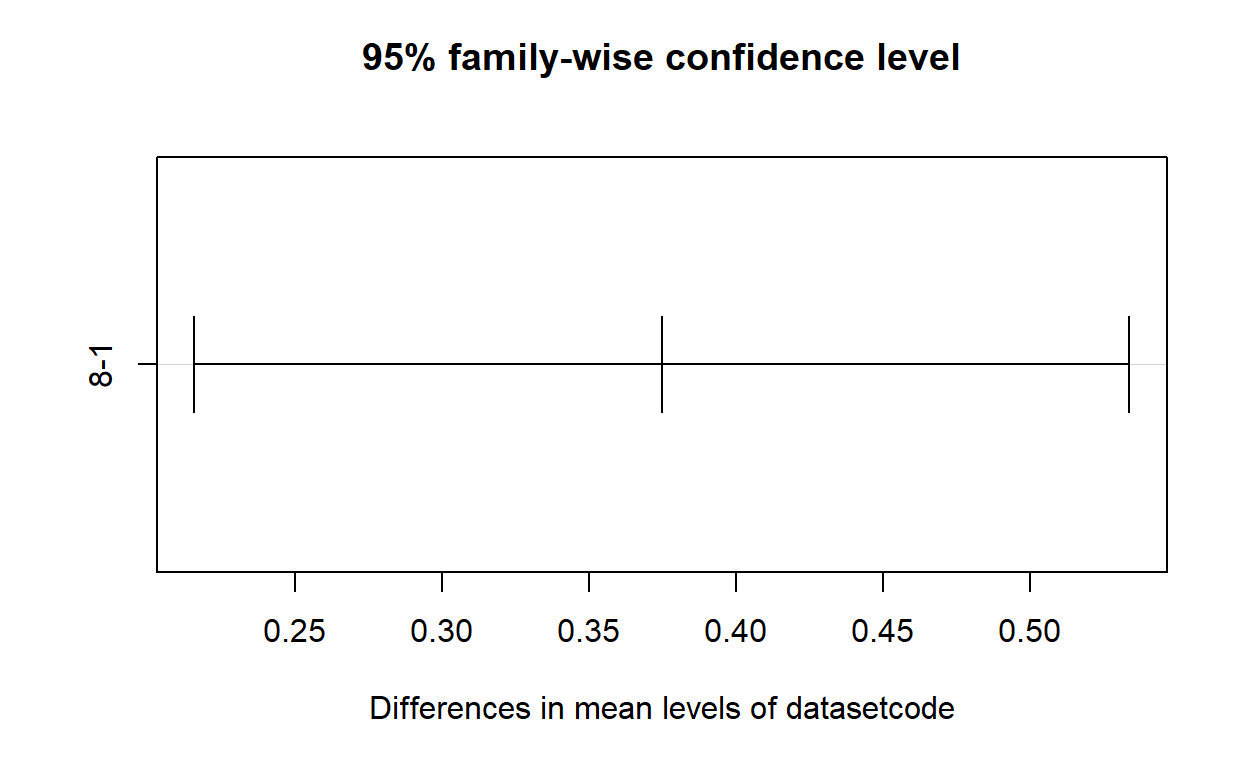 95% family-wise confidence level
8-1
0.25 0.30 0.35 0.40 0.45 0.50
Differences in mean levels of datasetcode